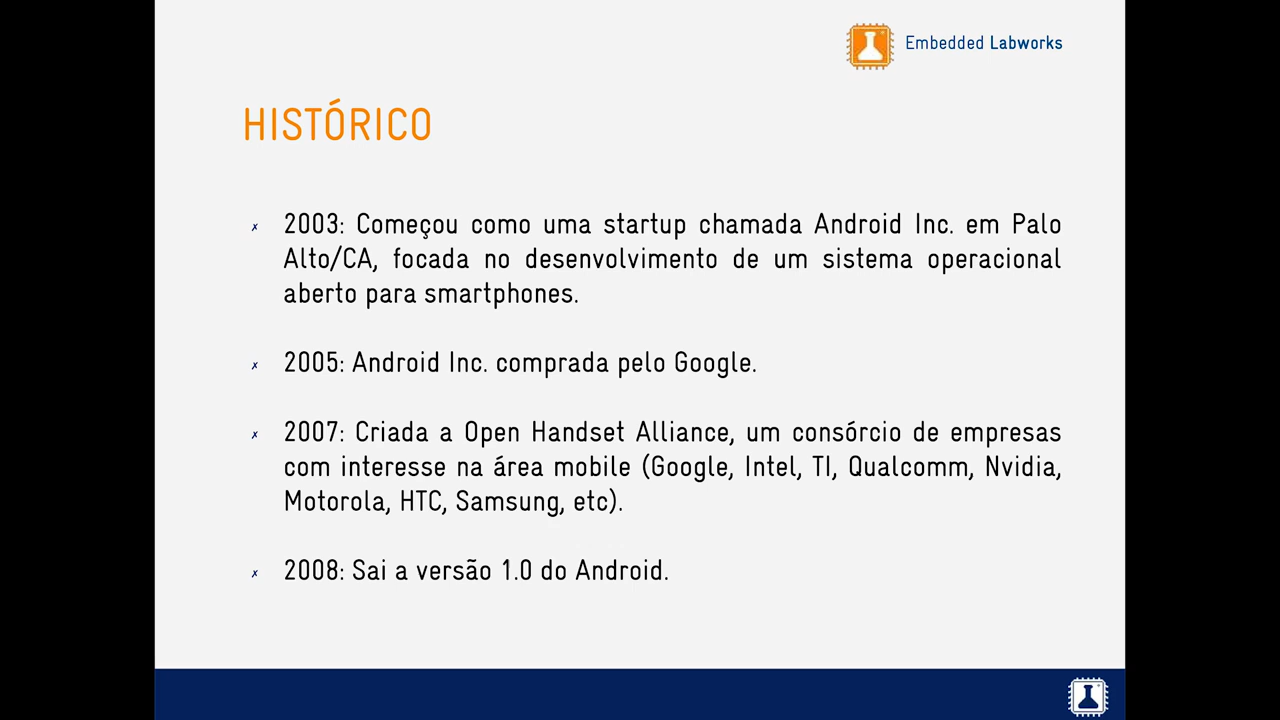 Embedded Labworks
HISTÓRICO
✗ 2003: Começou como uma startup chamada Android Inc. em Palo
Alto/CA, focada no desenvolvimento de um sistema operacional
aberto para smartphones.
✗ 2005: Android Inc. comprada pelo Google.
✗ 2007: Criada a Open Handset Alliance, um consórcio de empresas
com interesse na área mobile (Google, Intel, TI, Qualcomm, Nvidia,
Motorola, HTC, Samsung, etc).
✗ 2008: Sai a versão 1.0 do Android.